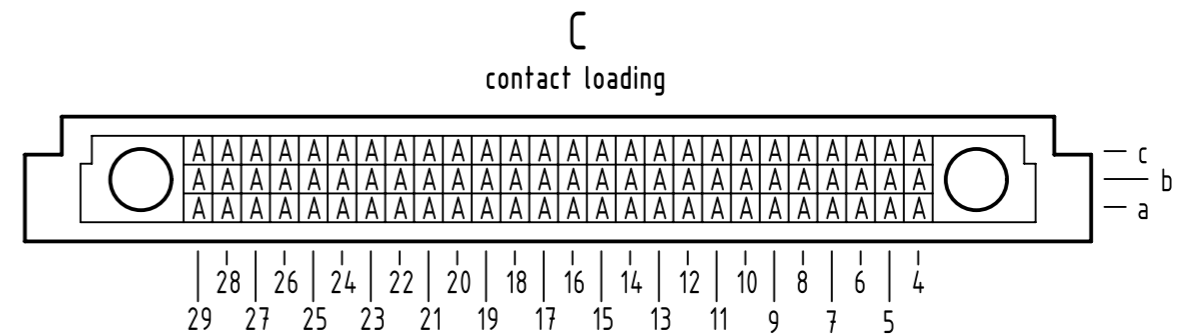 C
contact loading
A A A A A A A A A A A A A A A A A A A A A A A A A A c
A A A A A A A A A A A A A A A A A A A A A A A A A A b
A A A A A A A A A A A A A A A A A A A A A A A A A A a
28 26 24 22 20 18 16 14 12 10 8 6 4
29 27 25 23 21 19 17 15 13 11 9 7 5